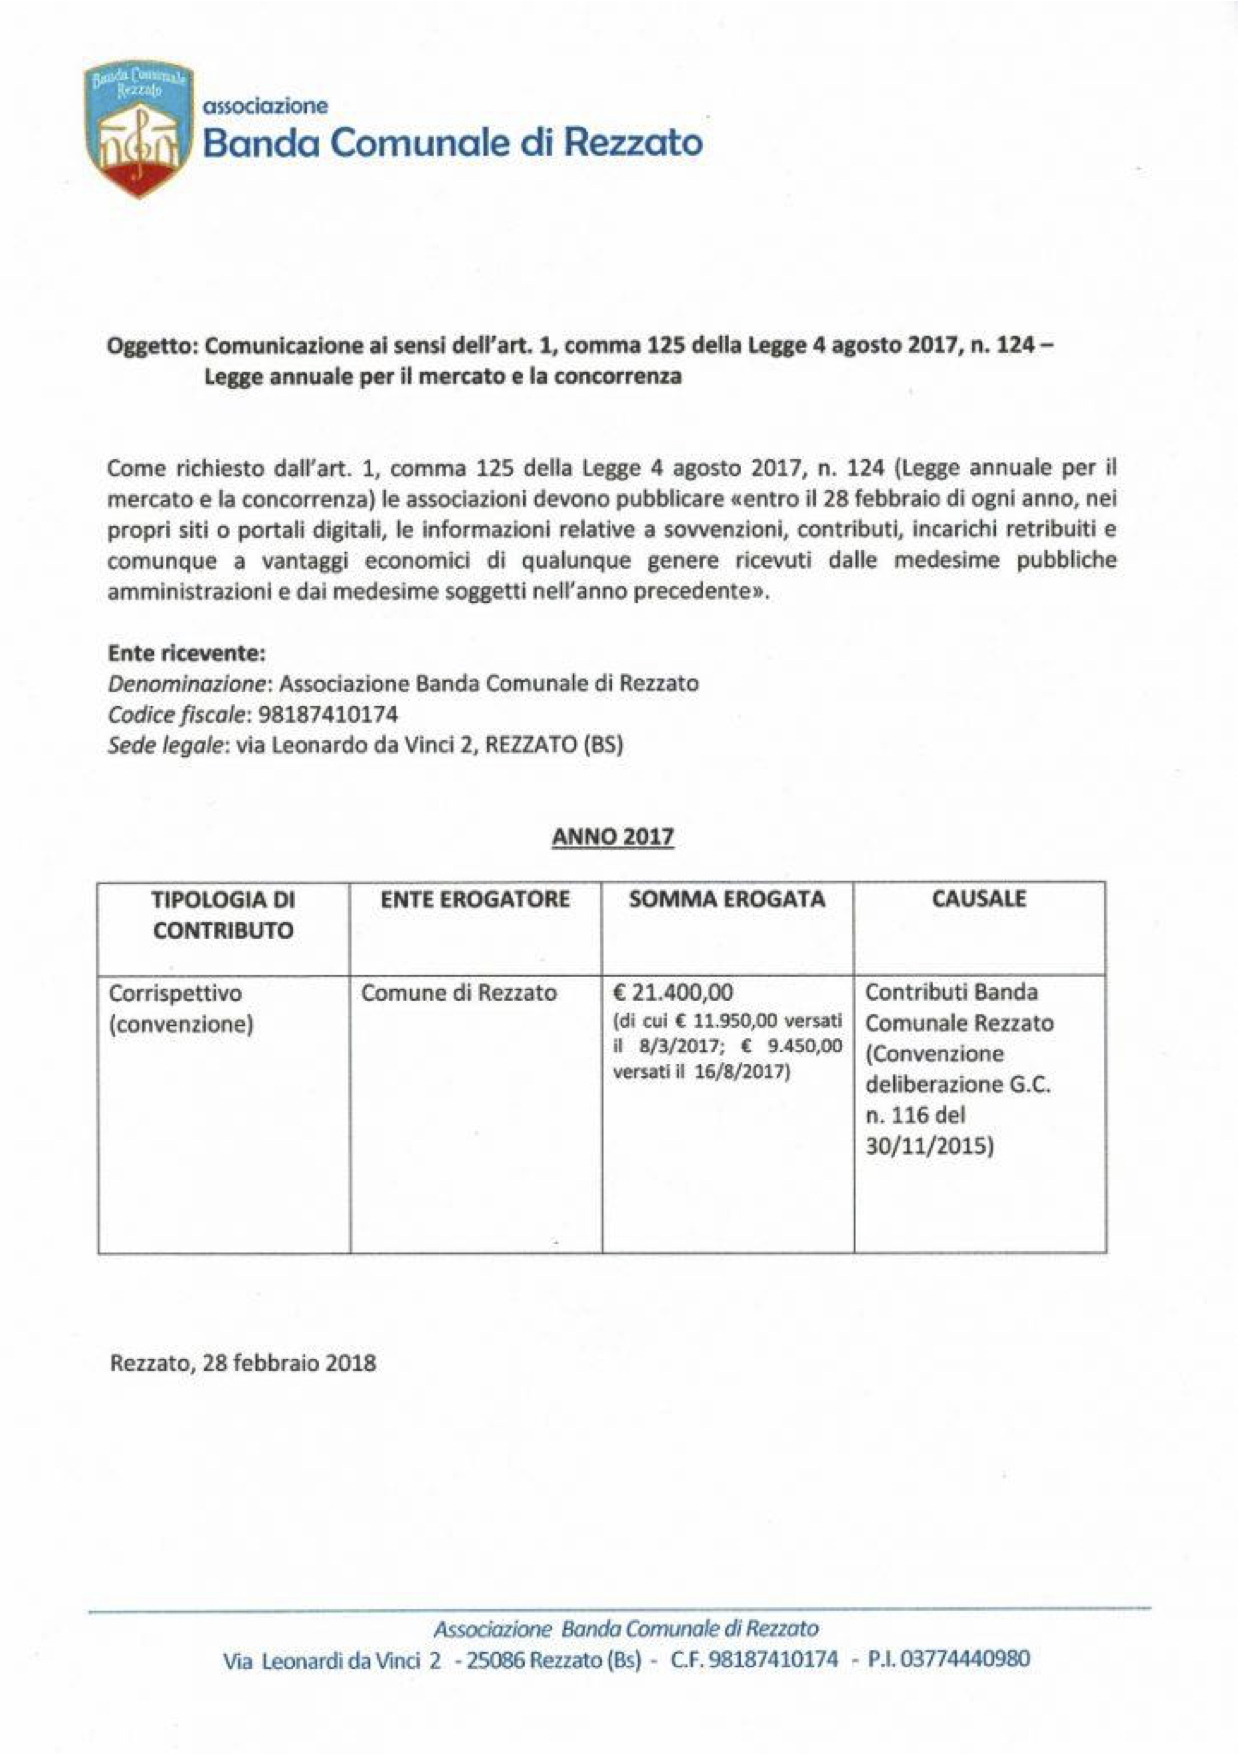 Banda Comunale
Rezzato
associazione
Banda Comunale di Rezzato
Oggetto: Comunicazione ai sensi dell'art. 1, comma 125 della Legge 4 agosto 2017, n. 124 –
Legge annuale per il mercato e la concorrenza
Come richiesto dall'art. 1, comma 125 della Legge 4 agosto 2017, n. 124 (Legge annuale per il
mercato e la concorrenza) le associazioni devono pubblicare «entro il 28 febbraio di ogni anno, nei
propri siti o portali digitali, le informazioni relative a sovvenzioni, contributi, incarichi retribuiti e
comunque a vantaggi economici di qualunque genere ricevuti dalle medesime pubbliche
amministrazioni e dai medesime soggetti nell'anno precedente».
Ente ricevente:
Denominazione: Associazione Banda Comunale di Rezzato
Codice fiscale: 98187410174
Sede legale: via Leonardo da Vinci 2, REZZATO (BS)
ANNO 2017
TIPOLOGIA DI
CONTRIBUTO
ENTE EROGATORE
SOMMA EROGATA
CAUSALE
Corrispettivo
(convenzione)
Comune di Rezzato
€ 21.400,00
(di cui € 11.950,00 versati
il 8/3/2017; € 9.450,00
versati il 16/8/2017)
Contributi Banda
Comunale Rezzato
(Convenzione
deliberazione G.C.
n. 116 del
30/11/2015)
Rezzato, 28 febbraio 2018
Associazione Banda Comunale di Rezzato
Via Leonardi da Vinci 2 - 25086 Rezzato (Bs) - C.F. 98187410174 - P.I. 03774440980